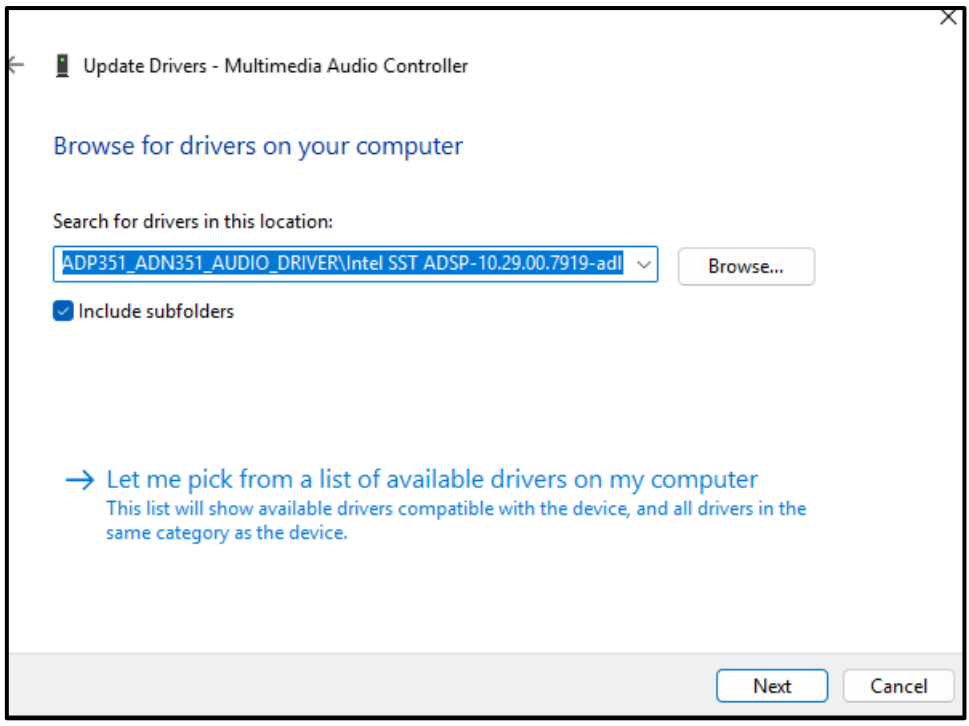 Update Drivers - Multimedia Audio Controller
Browse for drivers on your computer
Search for drivers in this location:
ADP351_ADN351_AUDIO_DRIVER\Intel SST ADSP-10.29.00.7919-adl
Browse...
Include subfolders
Let me pick from a list of available drivers on my computer
This list will show available drivers compatible with the device, and all drivers in the
same category as the device.
Next
Cancel